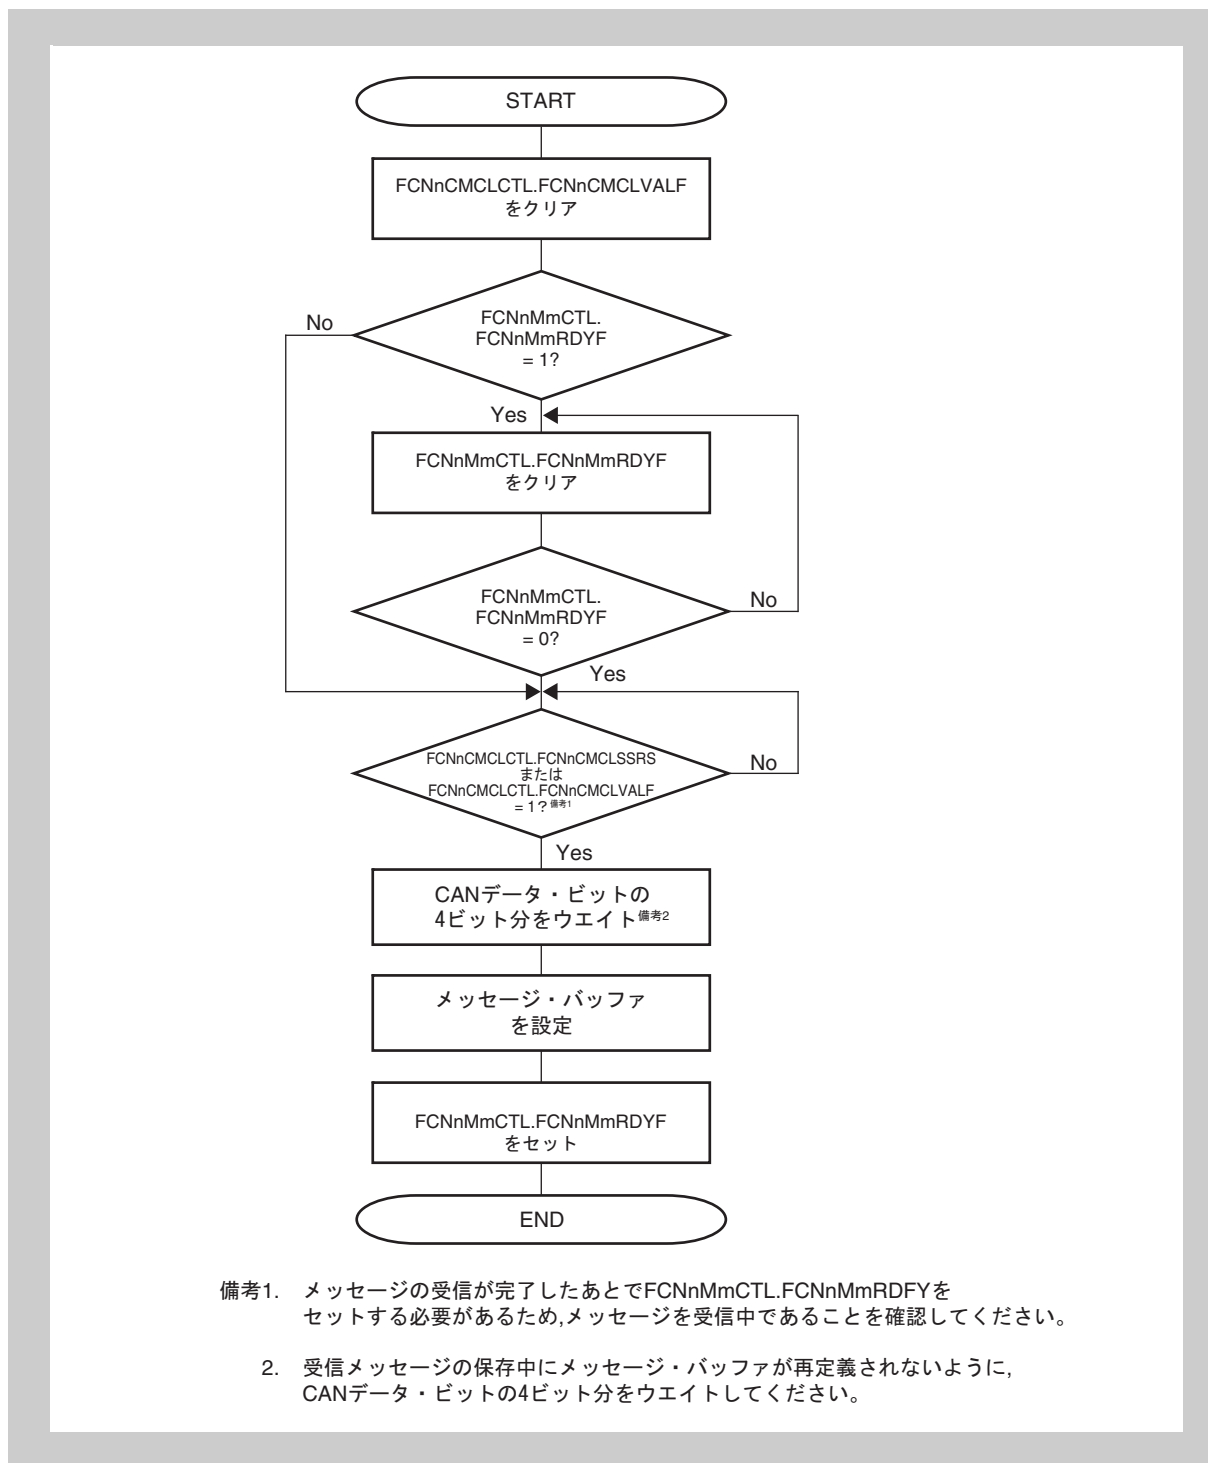 START
FCNnCMCLCTL.FCNnCMCLVALF
をクリア
FCNnMmCTL.
FCNnMmRDYF
= 1?
No
Yes
FCNnMmCTL.FCNnMmRDYF
をクリア
FCNnMmCTL.
FCNnMmRDYF
= 0?
No
Yes
FCNnCMCLCTL.FCNnCMCLSSRS
または
FCNnCMCLCTL.FCNnCMCLVALF
= 1?備考1
No
Yes
CANデータ・ビットの
4ビット分をウエイト備考2
メッセージ・バッファ
を設定
FCNnMmCTL.FCNnMmRDYF
をセット
END
備考1. メッセージの受信が完了したあとでFCNnMmCTL.FCNnMmRDFYを
セットする必要があるため,メッセージを受信中であることを確認してください。
2. 受信メッセージの保存中にメッセージ・バッファが再定義されないように,
CANデータ・ビットの4ビット分をウエイトしてください。